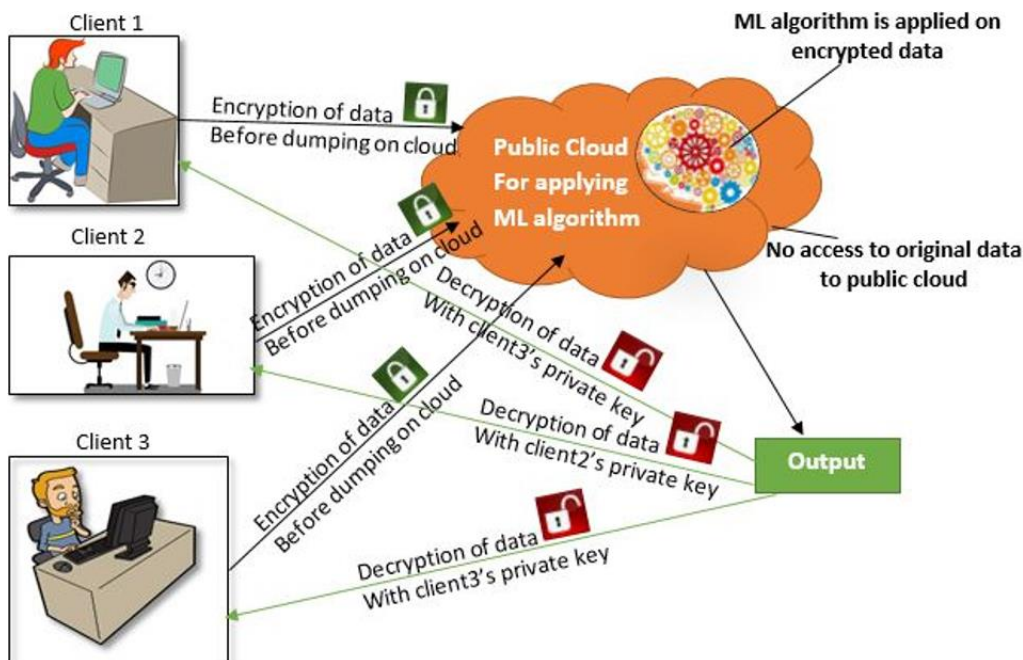 Client 1
ML algorithm is applied on
encrypted data
Encryption of data
Before dumping on cloud
Public Cloud
For applying
ML algorithm
Client 2
Encryption of data
Before dumping on cloud
No access to original data
to public cloud
Decryption of data
With client3's private key
Client 3
Encryption of data
Before dumping on cloud
Decryption of data
With client2's private key
Output
Decryption of data
With client3's private key